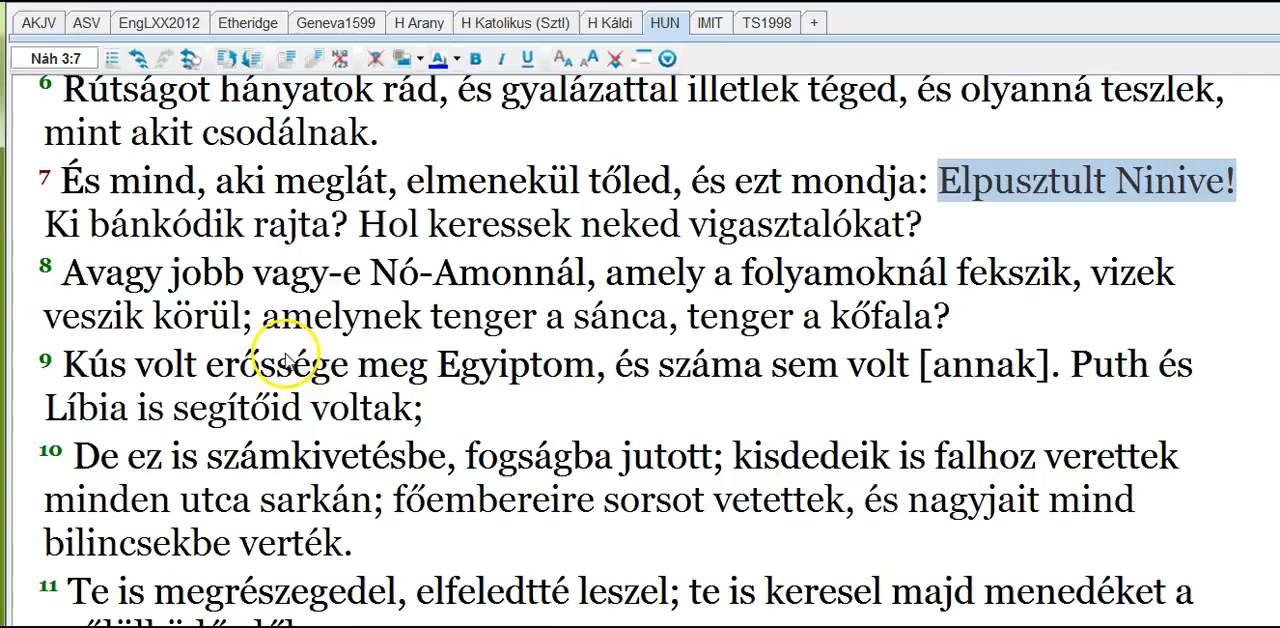 AKJV ASV EngLXX2012 Etheridge Geneva1599 H Arany H Katolikus (Sztl) H Káldi HUN IMIT TS1998 +
Náh 3:7
6 Rútságot hányatok rád, és gyalázattal illetlek téged, és olyanná teszlek,
mint akit csodálnak.
7 És mind, aki meglát, elmenekül tőled, és ezt mondja: Elpusztult Ninive!
Ki bánkódik rajta? Hol keressek neked vigasztalókat?
8 Avagy jobb vagy-e Nó-Amonnál, amely a folyamoknál fekszik, vizek
veszik körül; amelynek tenger a sánca, tenger a kőfala?
9 Kús volt erőssége meg Egyiptom, és száma sem volt [annak]. Puth és
Líbia is segítőid voltak;
10 De ez is számkivetésbe, fogságba jutott; kisdedeik is falhoz verettek
minden utca sarkán; főembereire sorsot vetettek, és nagyjait mind
bilincsekbe verték.
11 Te is megrészegedel, elfeledtté leszel; te is keresel majd menedéket a